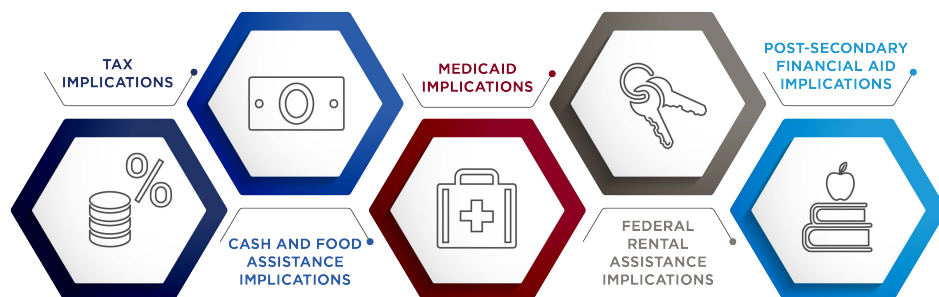 TAX
IMPLICATIONS
CASH AND FOOD
ASSISTANCE
IMPLICATIONS
MEDICAID
IMPLICATIONS
FEDERAL
RENTAL
ASSISTANCE
IMPLICATIONS
POST-SECONDARY
FINANCIAL AID
IMPLICATIONS
%